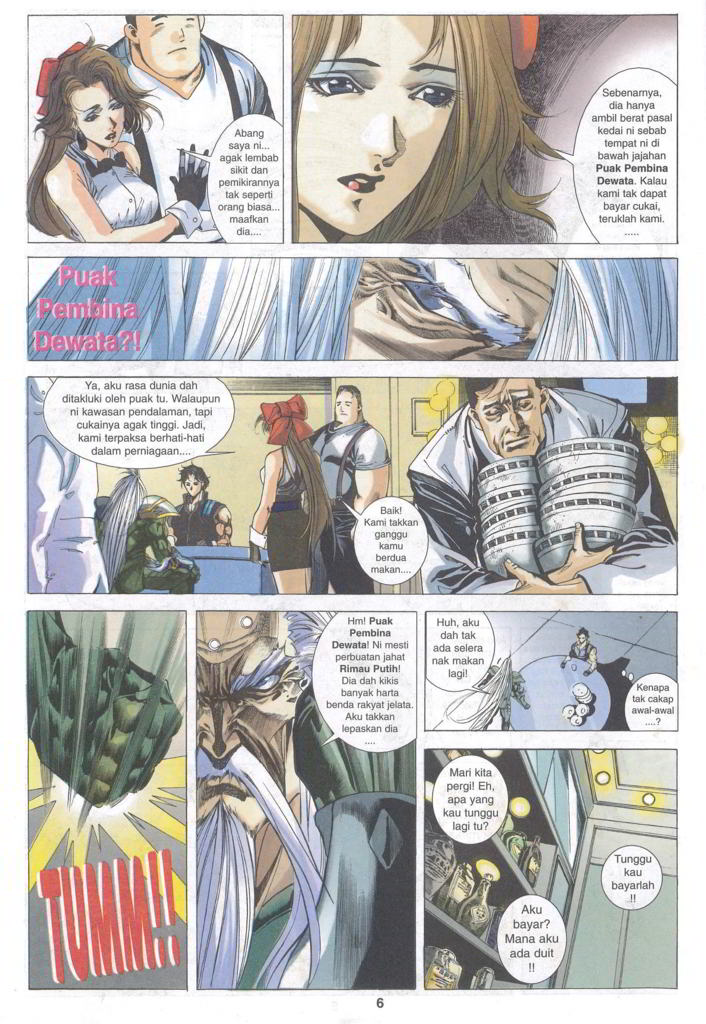 Abang
saya ni...
agak lembab
sikit dan
pemikirannya
tak seperti
orang biasa...
maafkan
dia....
Sebenarnya,
dia hanya
ambil berat pasal
kedai ni sebab
tempat ni di
bawah jajahan
Puak Pembina
Dewata. Kalau
kami tak dapat
bayar cukai,
teruklah kami.
.....
Puak
Pembina
Dewata?!
Ya, aku rasa dunia dah
ditakluki oleh puak tu. Walaupun
ni kawasan pendalaman, tapi
cukainya agak tinggi. Jadi,
kami terpaksa berhati-hati
dalam perniagaan....
Baik!
Kami takkan
ganggu
kamu
berdua
makan....
TUMM!!
Hm! Puak
Pembina
Dewata! Ni mesti
perbuatan jahat
Rimau Putih!
Dia dah kikis
banyak harta
benda rakyat jelata.
Aku takkan
lepaskan dia
....
Huh, aku
dah tak
ada selera
nak makan
lagi!
Kenapa
tak cakap
awal-awal
....?
Mari kita
pergi! Eh,
apa yang
kau tunggu
lagi tu?
Tunggu
kau
bayarlah
!!
Aku
bayar?
Mana aku
ada duit
!!
6